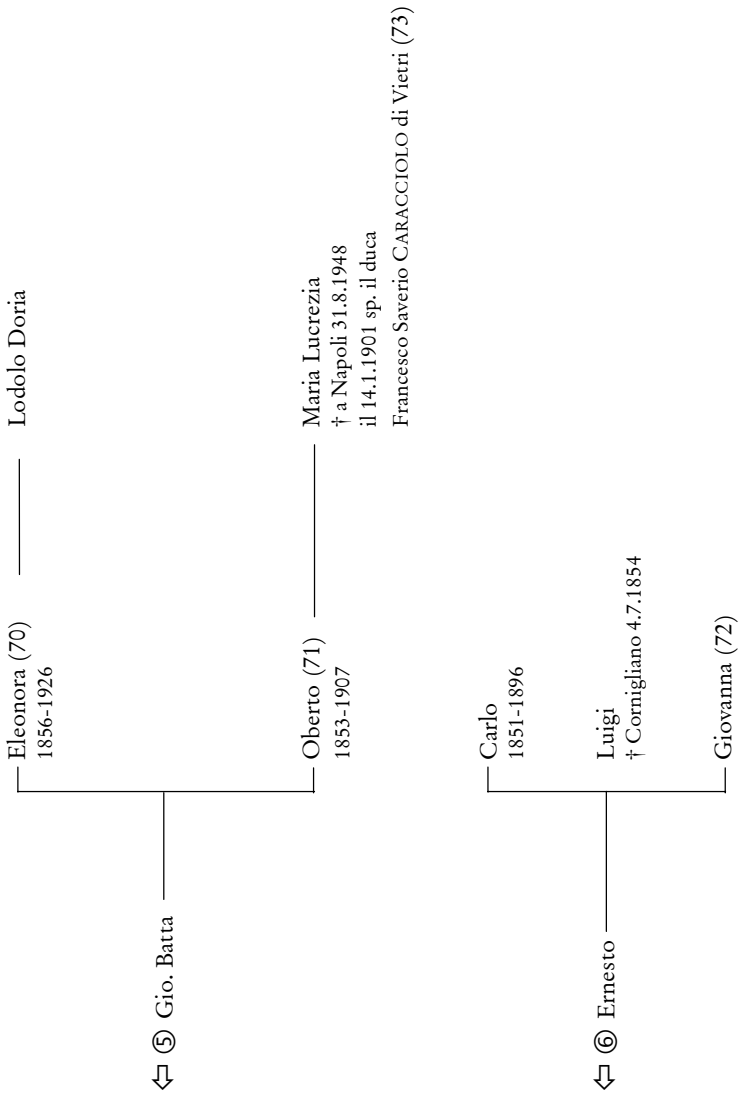 ⇦ ⑤ Gio. Batta
Eleonora (70)
1856-1926
Lodolo Doria
Oberto (71)
1853-1907
Maria Lucrezia
† a Napoli 31.8.1948
il 14.1.1901 sp. il duca
Francesco Saverio CARACCIOLO di Vietri (73)
⇦ ⑥ Ernesto
Carlo
1851-1896
Luigi
† Cornigliano 4.7.1854
Giovanna (72)